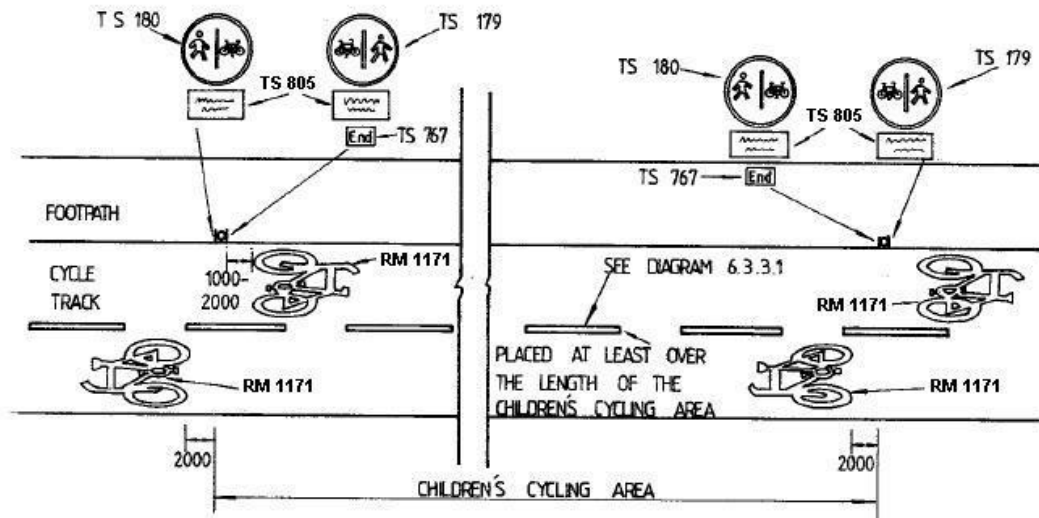 T S 180
TS 179
TS 805
End
TS 767
TS 180
TS 179
TS 805
TS 767
End
FOOTPATH
CYCLE
TRACK
1000-
2000
RM 1171
SEE DIAGRAM 6.3.3.1
RM 1171
RM 1171
PLACED AT LEAST OVER
THE LENGTH OF THE
CHILDREN'S CYCLING AREA
RM 1171
2000
2000
CHILDREN'S CYCLING AREA